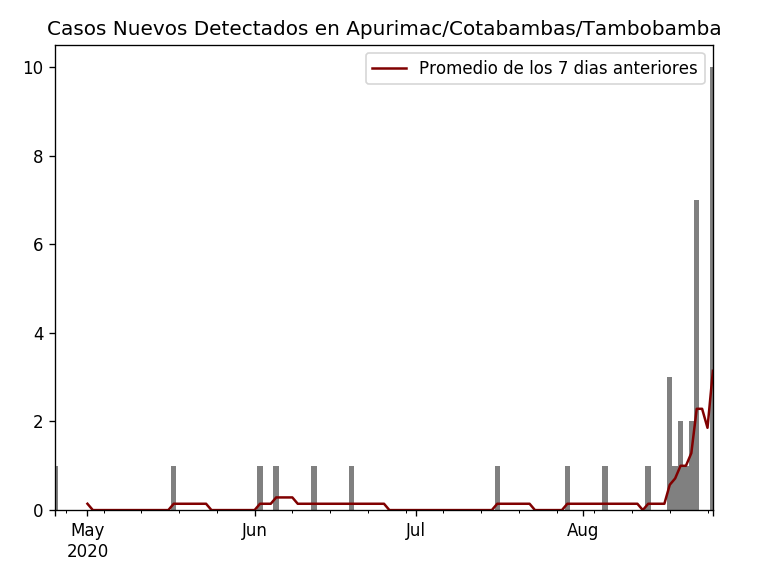 Casos Nuevos Detectados en Apurimac/Cotabambas/Tambobamba
Promedio de los 7 dias anteriores
10
8
6
4
2
0
May Jun Jul Aug
2020